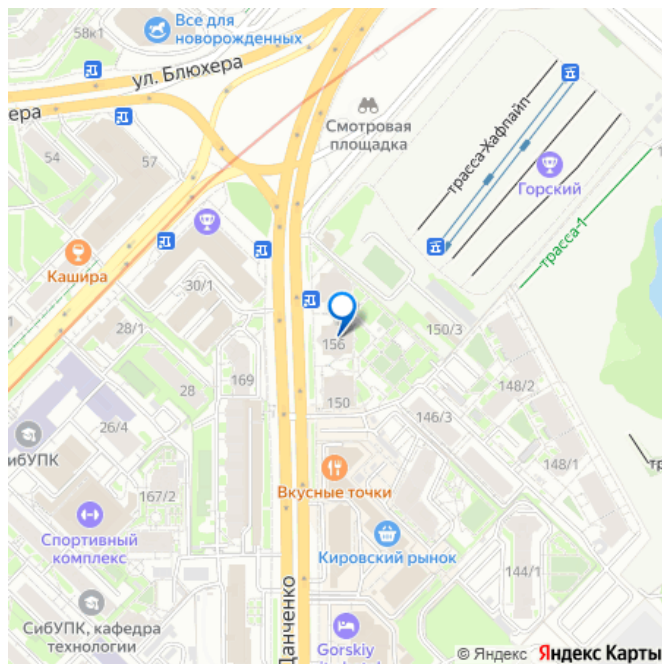 58к1
Все для
новорожденных
ул. Блюхера
ера
54
57
Смотровая
площадка
трасса-Хафпайп
Горский
трасса-1
Кашира
30/1
28/1
156
150/3
169
28
150
148/2
146/3
26/4
148/1
сибУПК
167/2
Вкусные точки
Спортивный
комплекс
Кировский рынок
144/1
СибУПК, кафедра
технологии
Данченко
Gorskiy
© Яндекс Яндекс Карты